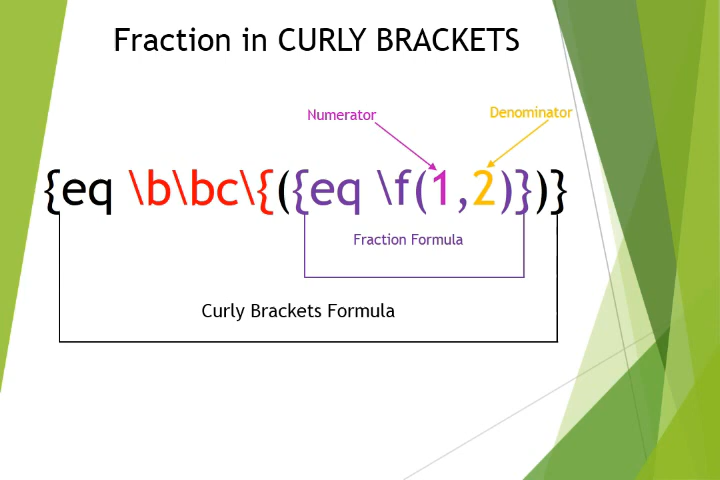 Fraction in CURLY BRACKETS
Numerator
Denominator
{eq \b\bc\{({eq \f(1,2)})}
Fraction Formula
Curly Brackets Formula